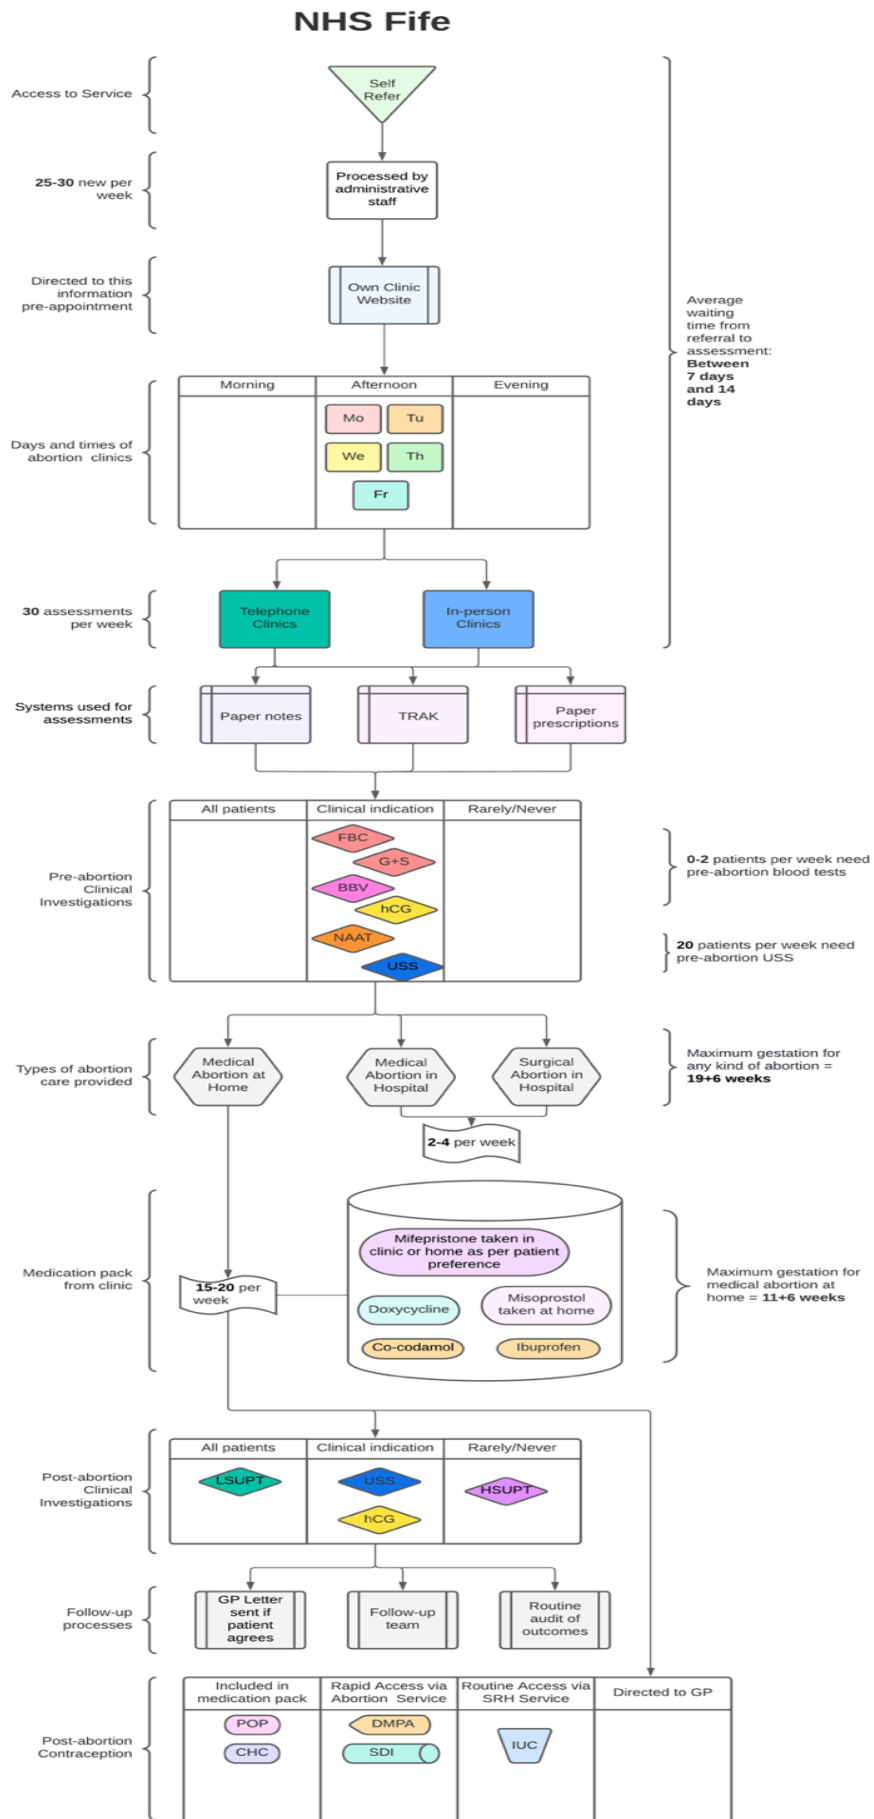 NHS Fife
Access to Service
Self
Refer
25-30 new per
week
Processed by
administrative
staff
Directed to this
information
pre-appointment
Own Clinic
Website
Average
waiting
time from
referral to
assessment:
Between
7 days
and 14
days
Days and times of
abortion clinics
Morning
Afternoon
Evening
Mo
Tu
We
Th
Fr
30 assessments
per week
Telephone
Clinics
In-person
Clinics
Systems used for
assessments
Paper notes
TRAK
Paper
prescriptions
Pre-abortion
Clinical
Investigations
All patients
Clinical indication
Rarely/Never
FBC
G+S
BBV
hCG
NAAT
USS
0-2 patients per week need
pre-abortion blood tests
20 patients per week need
pre-abortion USS
Types of abortion
care provided
Medical
Abortion at
Home
Medical
Abortion in
Hospital
Surgical
Abortion in
Hospital
Maximum gestation for
any kind of abortion =
19+6 weeks
2-4 per week
Medication pack
from clinic
15-20 per
week
Mifepristone taken in
clinic or home as per patient
preference
Doxycycline
Misoprostol
taken at home
Co-codamol
Ibuprofen
Maximum gestation for
medical abortion at
home = 11+6 weeks
Post-abortion
Clinical
Investigations
All patients
Clinical indication
Rarely/Never
LSUPT
USS
HSUPT
hCG
Follow-up
processes
GP Letter
sent if
patient
agrees
Follow-up
team
Routine
audit of
outcomes
Post-abortion
Contraception
Included in
medication pack
Rapid Access via
Abortion Service
Routine Access via
SRH Service
Directed to GP
POP
CHC
DMPA
SDI
IUC